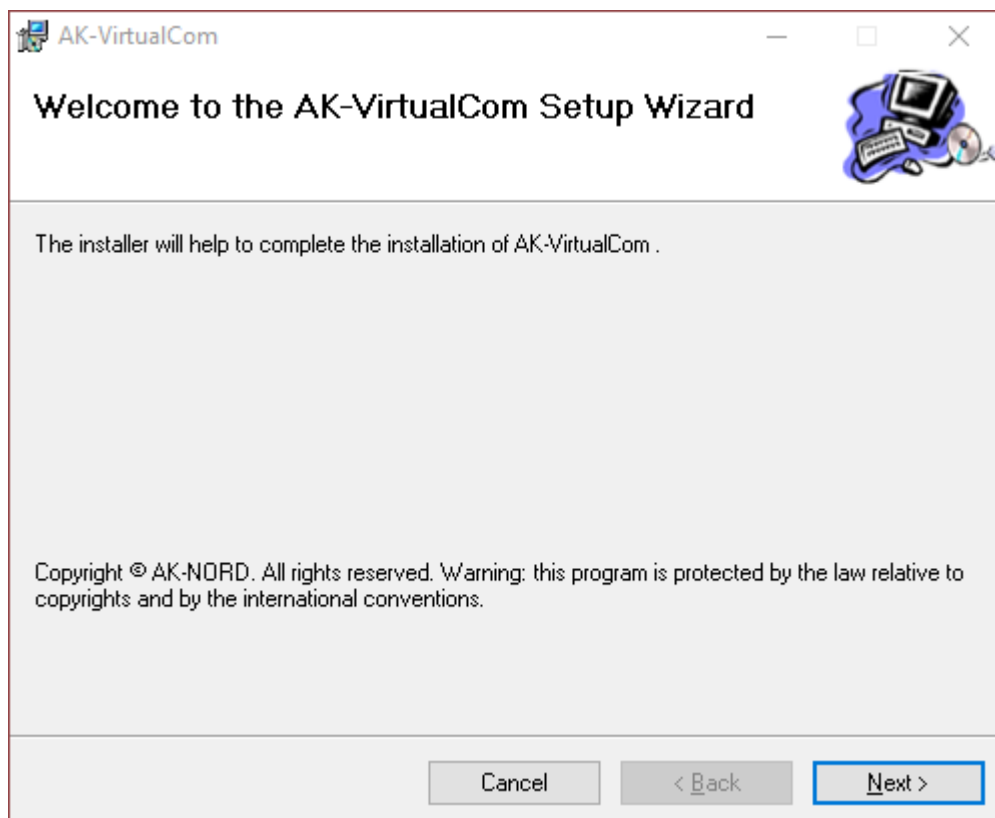 AK-VirtualCom
Welcome to the AK-VirtualCom Setup Wizard
The installer will help to complete the installation of AK-VirtualCom .
Copyright © AK-NORD. All rights reserved. Warning: this program is protected by the law relative to
copyrights and by the international conventions.
Cancel
< Back
Next >